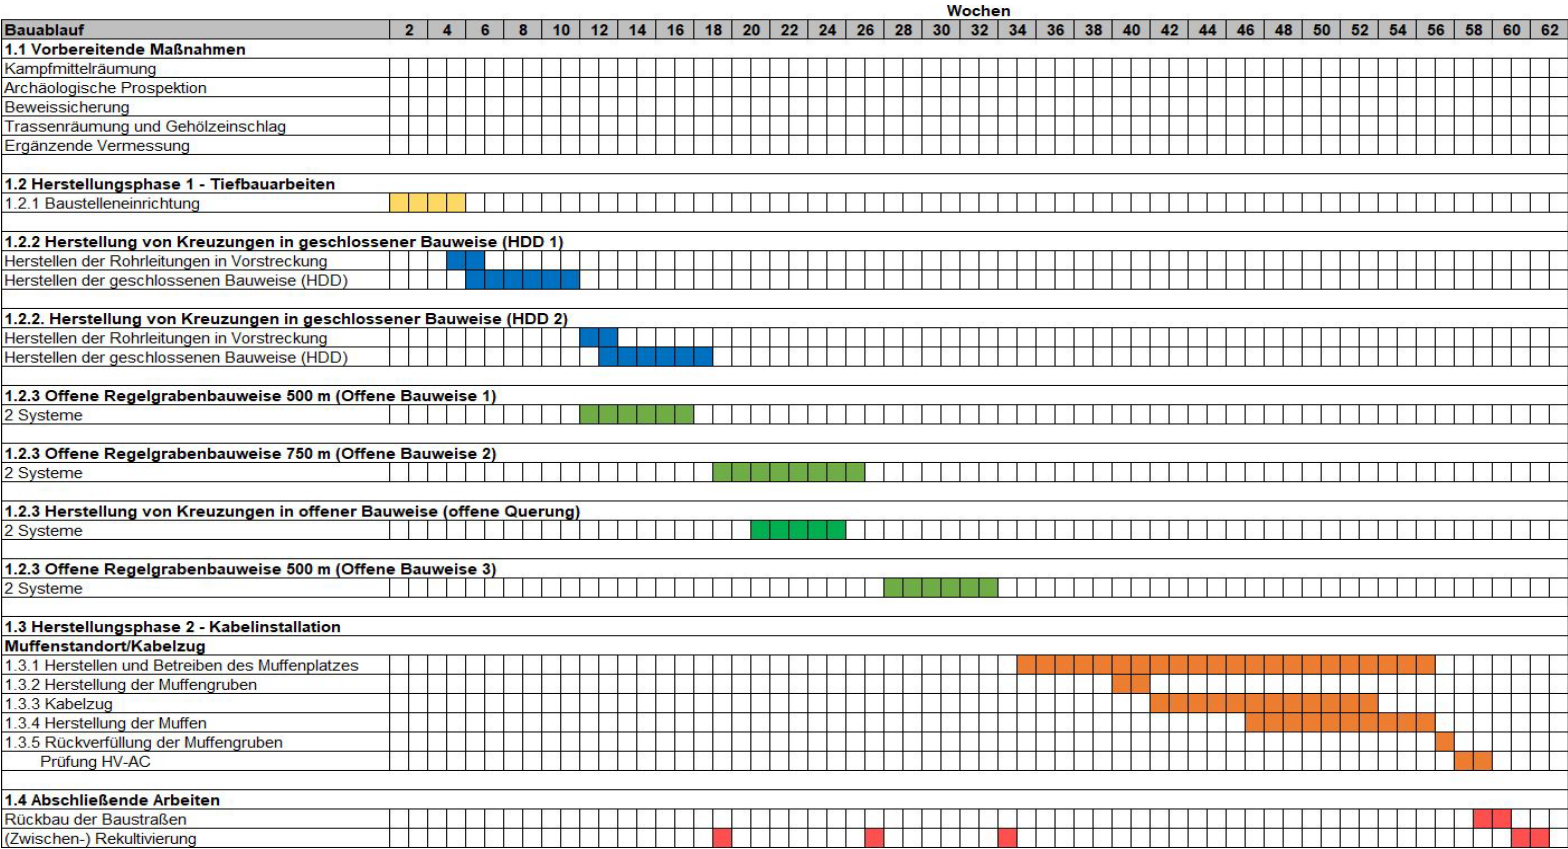 Wochen
Bauablauf 2 4 6 8 10 12 14 16 18 20 22 24 26 28 30 32 34 36 38 40 42 44 46 48 50 52 54 56 58 60 62
1.1 Vorbereitende Maßnahmen
Kampfmittelräumung
Archäologische Prospektion
Beweissicherung
Trassenräumung und Gehölzeinschlag
Ergänzende Vermessung
1.2 Herstellungsphase 1 - Tiefbauarbeiten
1.2.1 Baustelleneinrichtung
1.2.2 Herstellung von Kreuzungen in geschlossener Bauweise (HDD 1)
Herstellen der Rohrleitungen in Vorstreckung
Herstellen der geschlossenen Bauweise (HDD)
1.2.2. Herstellung von Kreuzungen in geschlossener Bauweise (HDD 2)
Herstellen der Rohrleitungen in Vorstreckung
Herstellen der geschlossenen Bauweise (HDD)
1.2.3 Offene Regelgrabenbauweise 500 m (Offene Bauweise 1)
2 Systeme
1.2.3 Offene Regelgrabenbauweise 750 m (Offene Bauweise 2)
2 Systeme
1.2.3 Herstellung von Kreuzungen in offener Bauweise (offene Querung)
2 Systeme
1.2.3 Offene Regelgrabenbauweise 500 m (Offene Bauweise 3)
2 Systeme
1.3 Herstellungsphase 2 - Kabelinstallation
Muffenstandort/Kabelzug
1.3.1 Herstellen und Betreiben des Muffenplatzes
1.3.2 Herstellung der Muffengruben
1.3.3 Kabelzug
1.3.4 Herstellung der Muffen
1.3.5 Rückverfüllung der Muffengruben
Prüfung HV-AC
1.4 Abschließende Arbeiten
Rückbau der Baustraßen
(Zwischen-) Rekultivierung